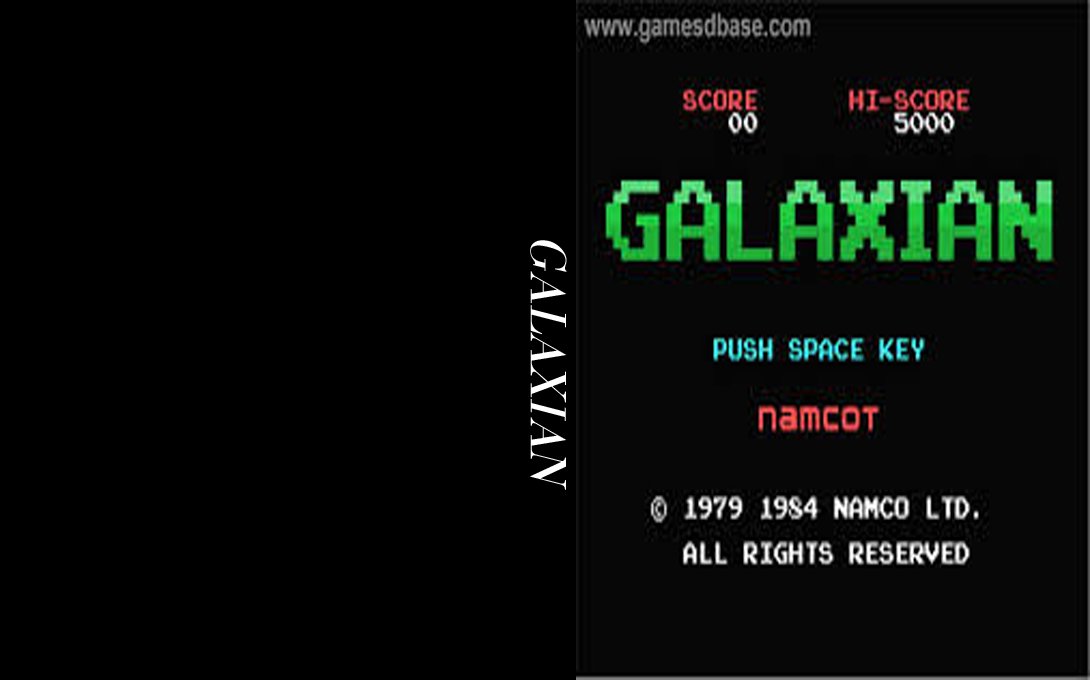 GALAXIAN
www.gamesdbase.com
SCORE HI-SCORE
00 5000
GALAXIAN
PUSH SPACE KEY
namcot
© 1979 1984 NAMCO LTD.
ALL RIGHTS RESERVED